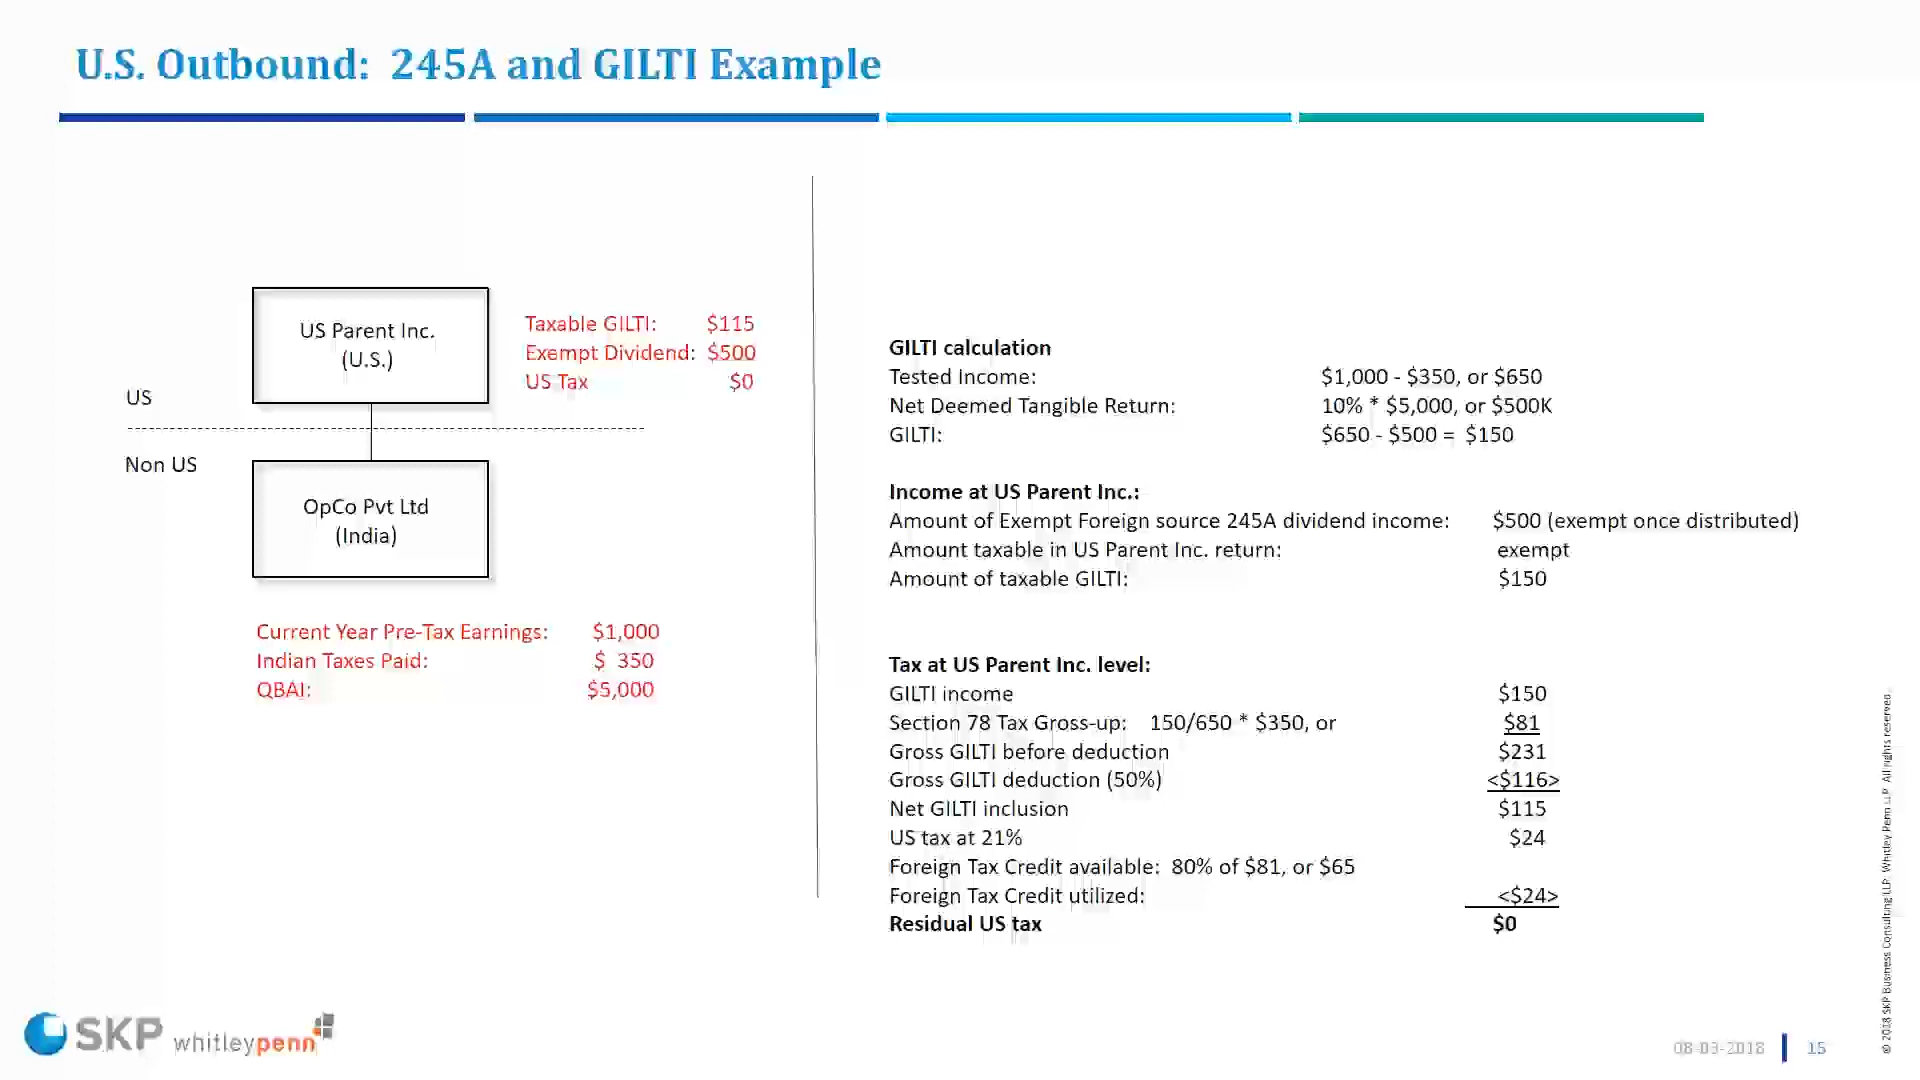 U.S. Outbound: 245A and GILTI Example
US Parent Inc.
(U.S.)
Taxable GILTI: $115
Exempt Dividend: $500
US Tax $0
US
Non US
OpCo Pvt Ltd
(India)
Current Year Pre-Tax Earnings: $1,000
Indian Taxes Paid: $ 350
QBAI: $5,000
GILTI calculation
Tested Income: $1,000 - $350, or $650
Net Deemed Tangible Return: 10% * $5,000, or $500K
GILTI: $650 - $500 = $150
Income at US Parent Inc.:
Amount of Exempt Foreign source 245A dividend income: $500 (exempt once distributed)
Amount taxable in US Parent Inc. return: exempt
Amount of taxable GILTI: $150
Tax at US Parent Inc. level:
GILTI income $150
Section 78 Tax Gross-up: 150/650 * $350, or $81
Gross GILTI before deduction $231
Gross GILTI deduction (50%) <$116>
Net GILTI inclusion $115
US tax at 21% $24
Foreign Tax Credit available: 80% of $81, or $65
Foreign Tax Credit utilized: <$24>
Residual US tax $0
SKP whitleypenn
08-03-2018 15
© 2018 SKP Business Consulting LLP. Whitley Penn LLP. All rights reserved.